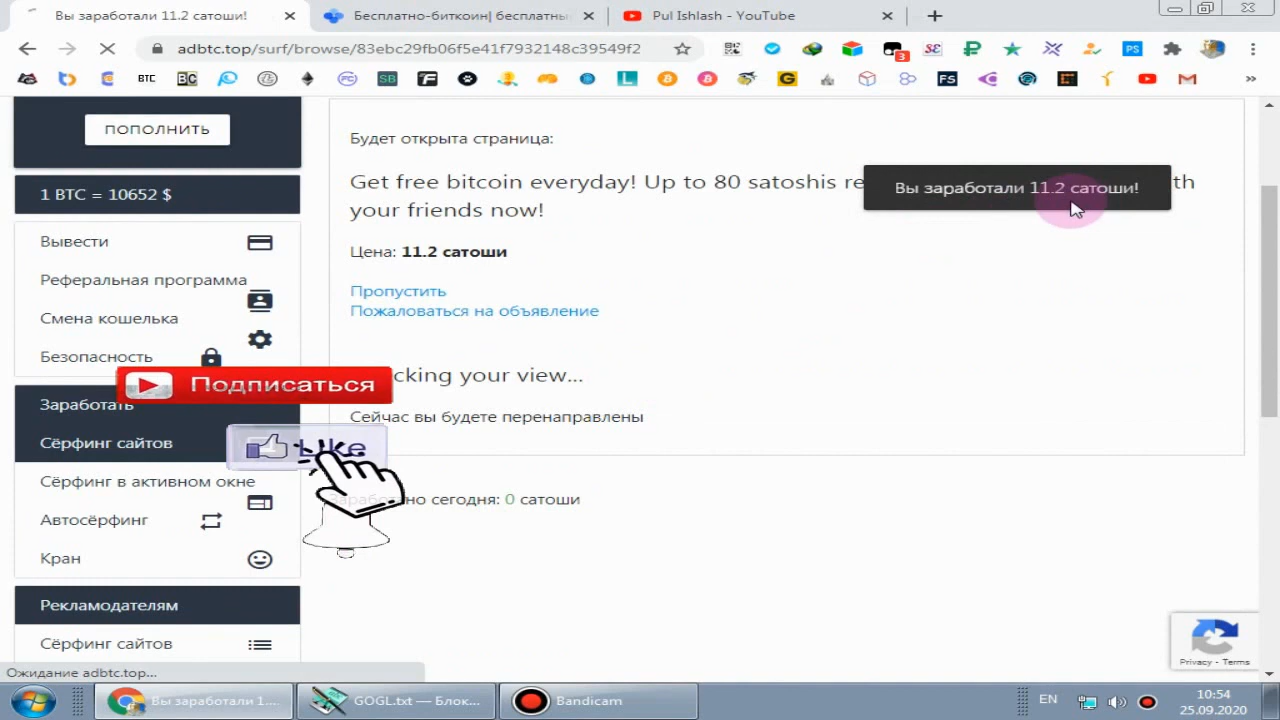 Вы заработали 11.2 сатоши!
Бесплатно-биткоин| бесплатны
Pul Ishlash - YouTube
adbtc.top/surf/browse/83ebc29fb06f5e41f7932148c39549f2
ПОПОЛНИТЬ
1 BTC = 10652 $
Вывести
Реферальная программа
Смена кошелька
Безопасность
Заработать
Сёрфинг сайтов
Сёрфинг в активном окне
Автосёрфинг
Кран
Рекламодателям
Сёрфинг сайтов
Будет открыта страница:
Get free bitcoin everyday! Up to 80 satoshis
your friends now!
Вы заработали 11.2 сатоши!
Цена: 11.2 сатоши
Пропустить
Пожаловаться на объявление
cking your view...
Сейчас вы будете перенаправлены
Заработано сегодня: 0 сатоши
Подписаться
Like
Privacy - Terms
Ожидание adbtc.top...
Вы заработали 1....
GOGL.txt — Блок...
Bandicam
EN
10:54
25.09.2020